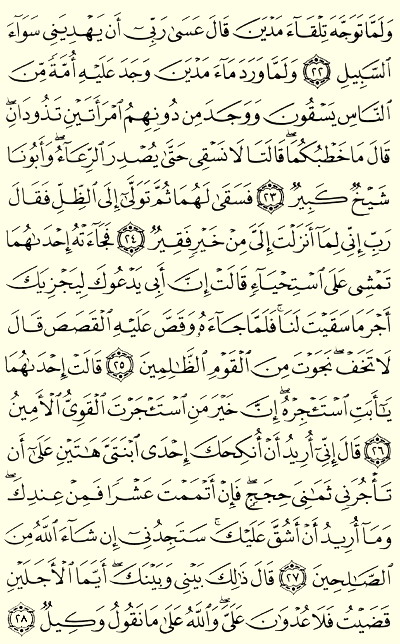 وَلَمَّا تَوَجَّهَ تِلْقَآءَ مَدْيَنَ قَالَ عَسَىٰ رَبِّىٓ أَن يَهْدِيَنِى سَوَآءَ
ٱلسَّبِيلِ ٢٢ وَلَمَّا وَرَدَ مَآءَ مَدْيَنَ وَجَدَ عَلَيْهِ أُمَّةً مِّنَ
ٱلنَّاسِ يَسْقُونَ وَوَجَدَ مِن دُونِهِمُ ٱمْرَأَتَيْنِ تَذُودَانِ ۖ
قَالَ مَا خَطْبُكُمَا ۖ قَالَتَا لَا نَسْقِى حَتَّىٰ يُصْدِرَ ٱلرِّعَآءُ ۖ وَأَبُونَا
شَيْخٌ كَبِيرٌ ٢٣ فَسَقَىٰ لَهُمَا ثُمَّ تَوَلَّىٰٓ إِلَى ٱلظِّلِّ فَقَالَ
رَبِّ إِنِّى لِمَآ أَنزَلْتَ إِلَىَّ مِنْ خَيْرٍ فَقِيرٌ ٢٤ فَجَآءَتْهُ إِحْدَىٰهُمَا
تَمْشِى عَلَى ٱسْتِحْيَآءٍ قَالَتْ إِنَّ أَبِى يَدْعُوكَ لِيَجْزِيَكَ
أَجْرَ مَا سَقَيْتَ لَنَا ۚ فَلَمَّا جَآءَهُۥ وَقَصَّ عَلَيْهِ ٱلْقَصَصَ قَالَ
لَا تَخَفْ ۖ نَجَوْتَ مِنَ ٱلْقَوْمِ ٱلظَّـٰلِمِينَ ٢٥ قَالَتْ إِحْدَىٰهُمَا
يَـٰٓأَبَتِ ٱسْتَـْٔجِرْهُ ۖ إِنَّ خَيْرَ مَنِ ٱسْتَـْٔجَرْتَ ٱلْقَوِىُّ ٱلْأَمِينُ
٢٦ قَالَ إِنِّىٓ أُرِيدُ أَنْ أُنكِحَكَ إِحْدَى ٱبْنَتَىَّ هَـٰتَيْنِ عَلَىٰٓ أَن
تَأْجُرَنِى ثَمَـٰنِىَ حِجَجٍ ۖ فَإِنْ أَتْمَمْتَ عَشْرًا فَمِنْ عِندِكَ ۖ
وَمَآ أُرِيدُ أَنْ أَشُقَّ عَلَيْكَ ۚ سَتَجِدُنِىٓ إِن شَآءَ ٱللَّهُ مِنَ
ٱلصَّـٰلِحِينَ ٢٧ قَالَ ذَٰلِكَ بَيْنِى وَبَيْنَكَ ۖ أَيَّمَا ٱلْأَجَلَيْنِ
قَضَيْتُ فَلَا عُدْوَٰنَ عَلَىَّ ۖ وَٱللَّهُ عَلَىٰ مَا نَقُولُ وَكِيلٌ ٢٨